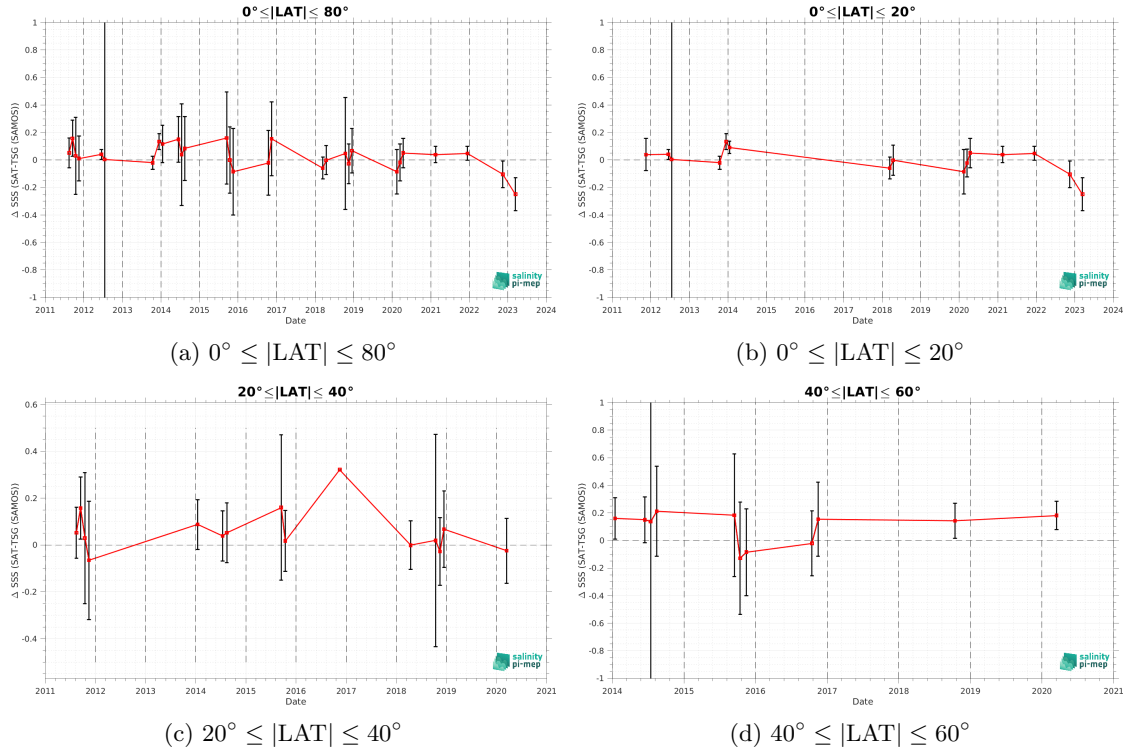 0°≤|LAT|≤ 80°
Δ SSS (SAT-TSG (SAMOS))
1
0.8
0.6
0.4
0.2
0
-0.2
-0.4
-0.6
-0.8
-1
2011 2012 2013 2014 2015 2016 2017 2018 2019 2020 2021 2022 2023 2024
Date
salinity
pi-mep
(a) 0° ≤ |LAT| ≤ 80°
0°≤|LAT|≤ 20°
Δ SSS (SAT-TSG (SAMOS))
1
0.8
0.6
0.4
0.2
0
-0.2
-0.4
-0.6
-0.8
-1
2011 2012 2013 2014 2015 2016 2017 2018 2019 2020 2021 2022 2023 2024
Date
salinity
pi-mep
(b) 0° ≤ |LAT| ≤ 20°
20°≤|LAT|≤ 40°
Δ SSS (SAT-TSG (SAMOS))
0.6
0.4
0.2
0
-0.2
-0.4
2011 2012 2013 2014 2015 2016 2017 2018 2019 2020 2021
Date
salinity
pi-mep
(c) 20° ≤ |LAT| ≤ 40°
40°≤|LAT|≤ 60°
Δ SSS (SAT-TSG (SAMOS))
1
0.8
0.6
0.4
0.2
0
-0.2
-0.4
-0.6
-0.8
-1
2014 2015 2016 2017 2018 2019 2020 2021
Date
salinity
pi-mep
(d) 40° ≤ |LAT| ≤ 60°